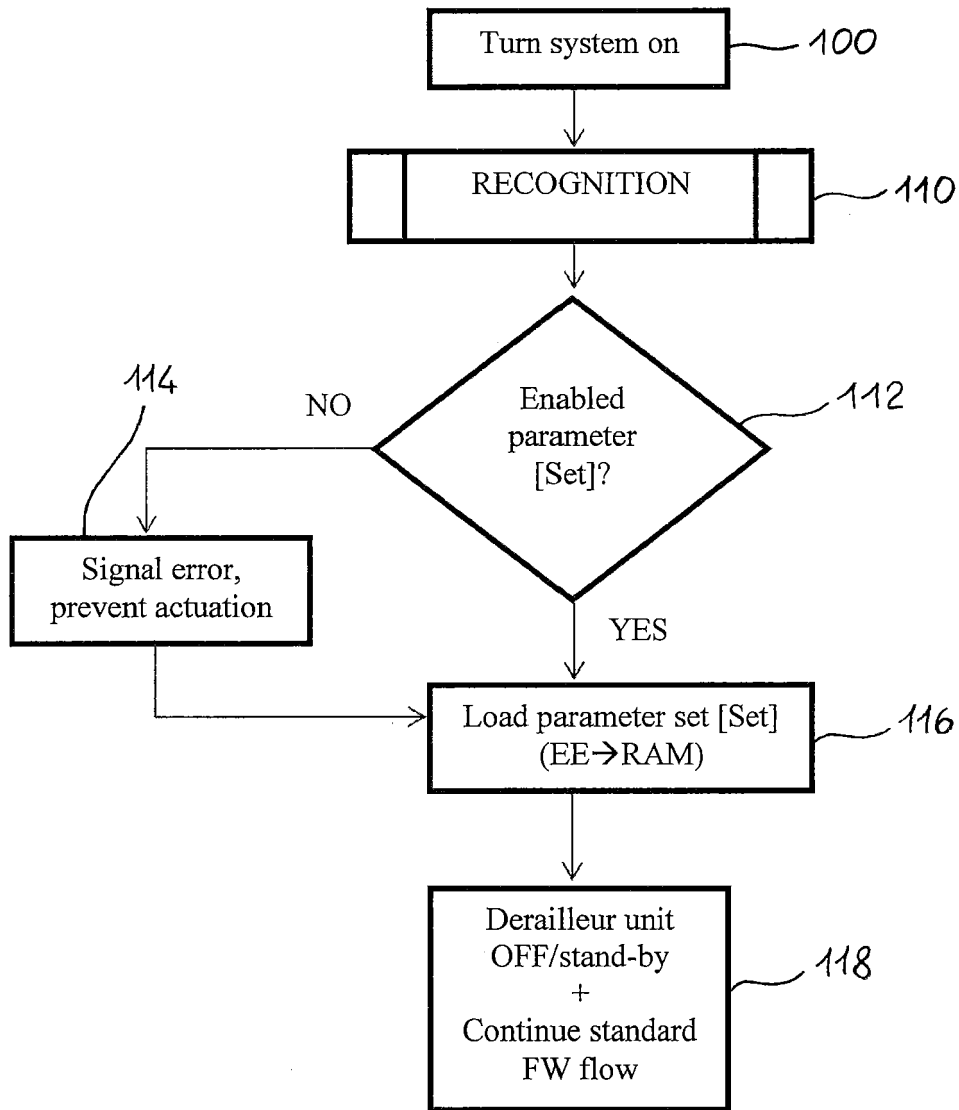 Turn system on
100
RECOGNITION
110
114
NO
Enabled
parameter
[Set]?
112
Signal error,
prevent actuation
YES
Load parameter set [Set]
(EE→RAM)
116
Derailleur unit
OFF/stand-by
+
Continue standard
FW flow
118